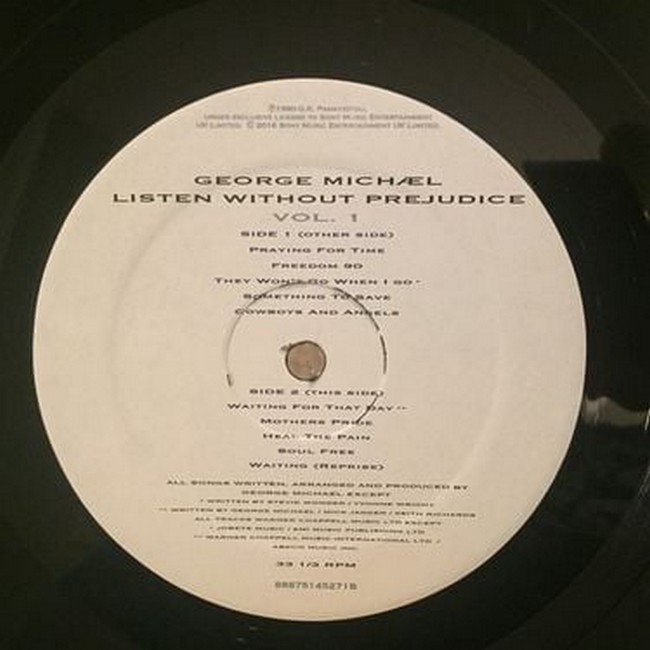 ℗1990 G.K. Panayiotou,
under exclusive license to Sony Music Entertainment
UK Limited. © Sony Music Entertainment UK Limited.
GEORGE MICHÆL
LISTEN WITHOUT PREJUDICE
VOL. 1
SIDE 1 (OTHER SIDE)
PRAYING FOR TIME
FREEDOM 90
THEY WON'T GO WHEN I GO *
SOMETHING TO SAVE
COWBOYS AND ANGELS
SIDE 2 (THIS SIDE)
WAITING FOR THAT DAY **
MOTHERS PRIDE
HEAL THE PAIN
SOUL FREE
WAITING (REPRISE)
ALL SONGS WRITTEN, ARRANGED AND PRODUCED BY
GEORGE MICHAEL EXCEPT
* WRITTEN BY STEVIE WONDER / YVONNE WRIGHT
** WRITTEN BY GEORGE MICHAEL / MICK JAGGER / KEITH RICHARDS
ALL TRACKS WARNER CHAPPELL MUSIC LTD EXCEPT
* JOBETE MUSIC / EMI MUSIC PUBLISHING LTD
** WARNER CHAPPELL MUSIC INTERNATIONAL LTD /
ABKCO MUSIC INC.
33 1/3 RPM